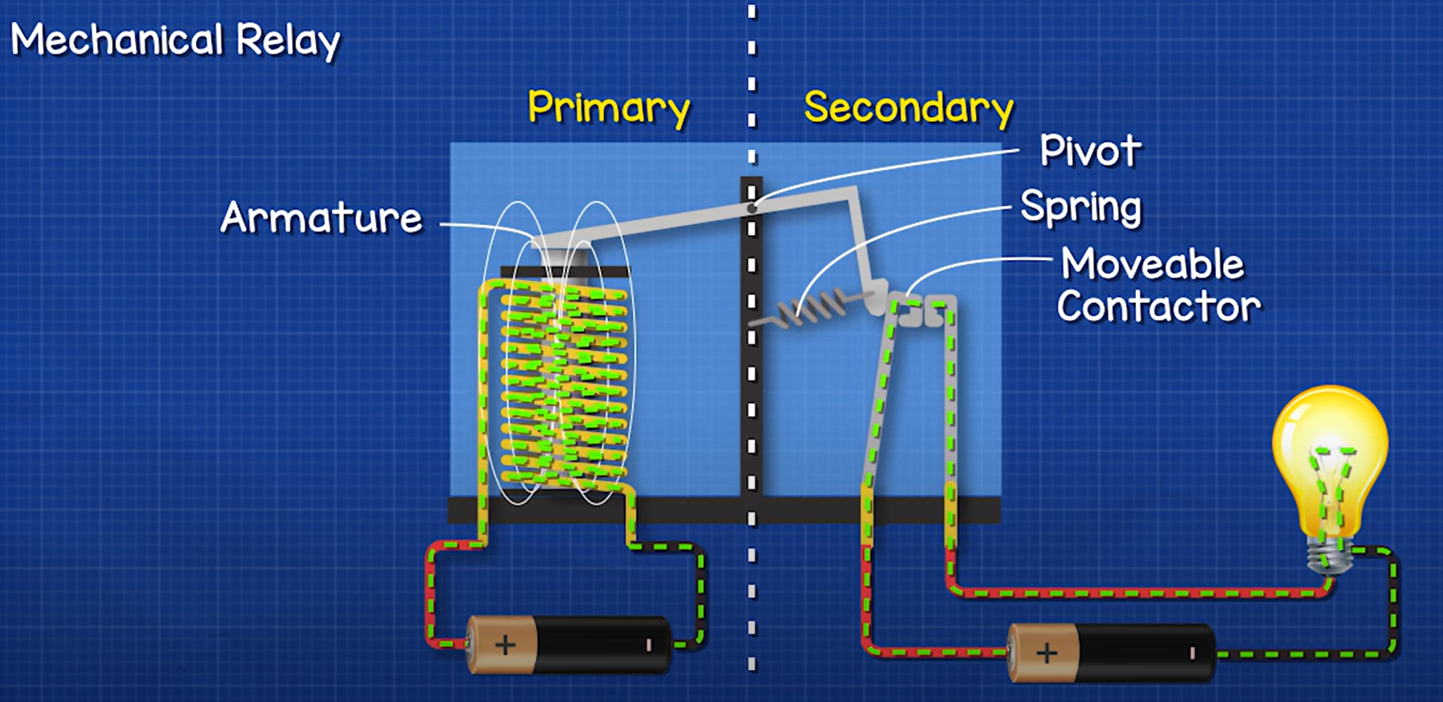 Mechanical Relay
Primary
Secondary
Pivot
Armature
Spring
Moveable
Contactor
+
-
+
-